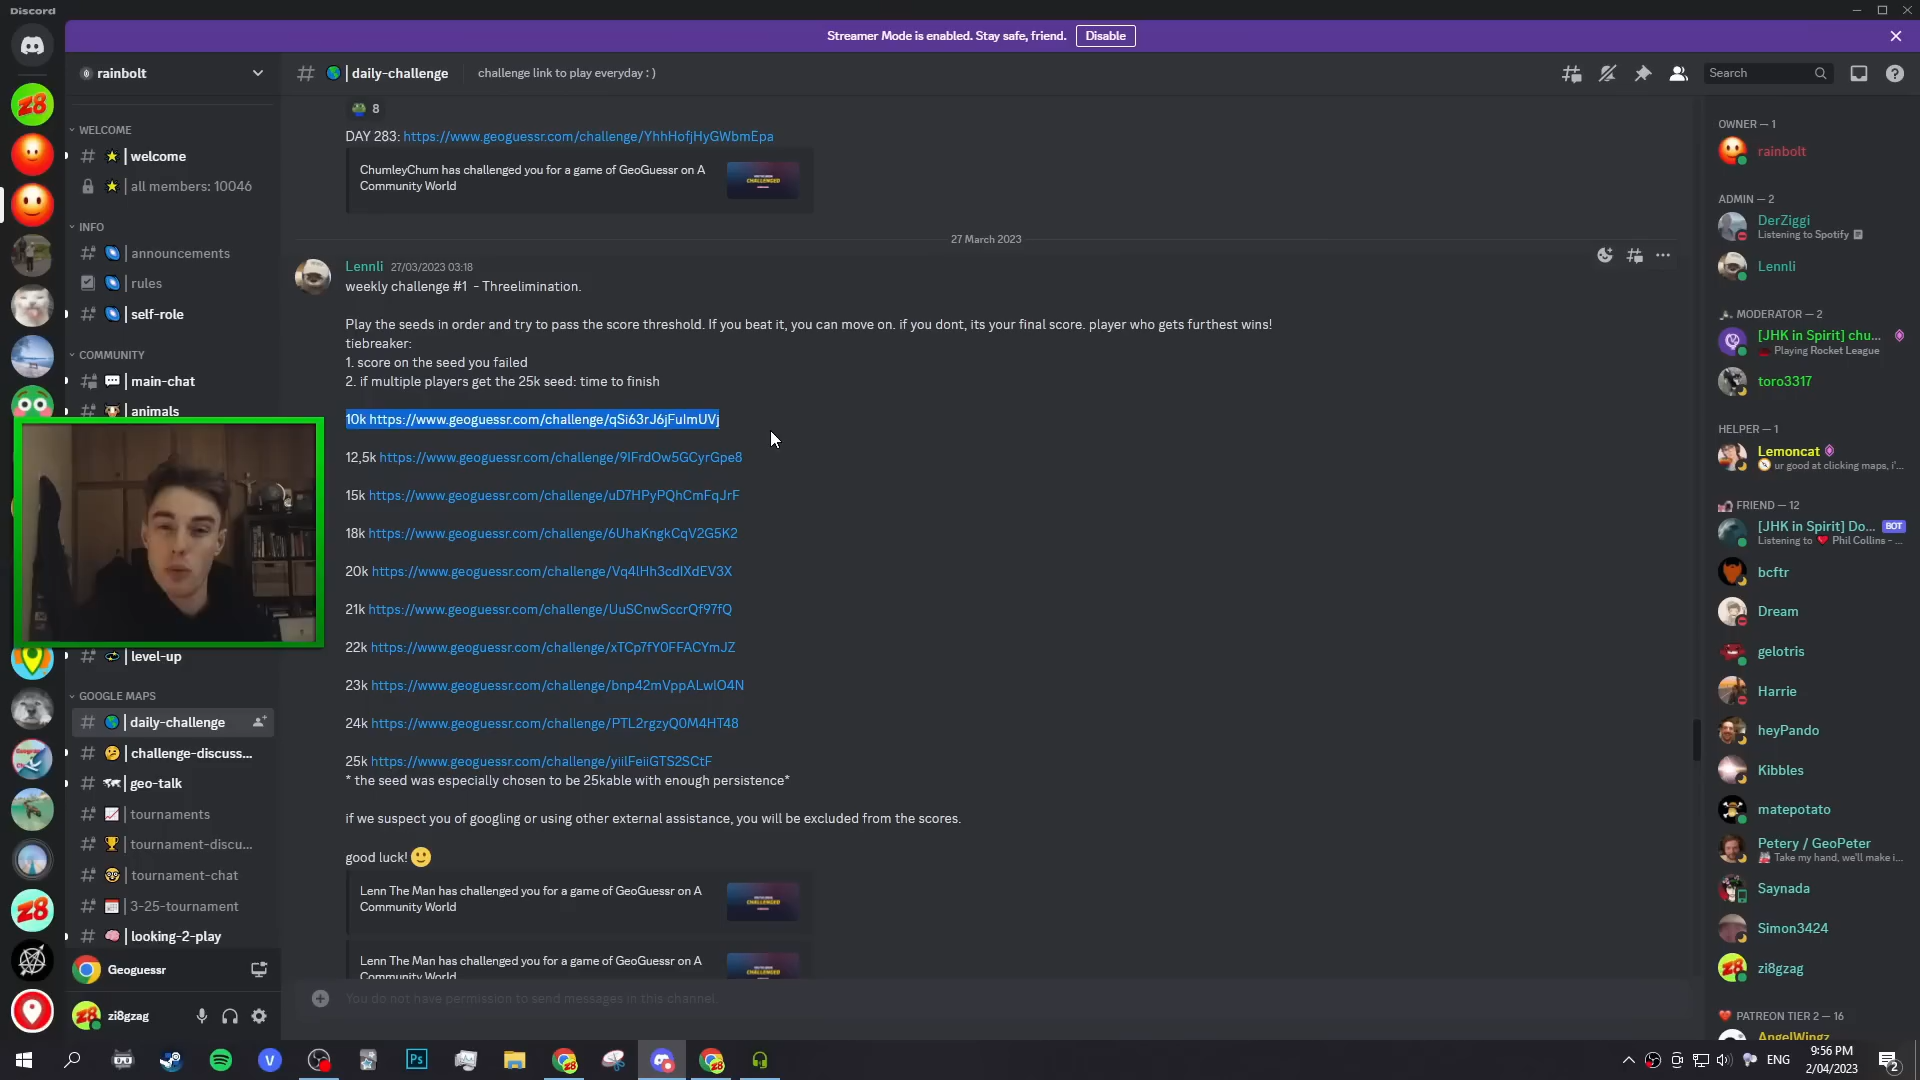 Discord
Streamer Mode is enabled. Stay safe, friend.
Disable
rainbolt
| daily-challenge
challenge link to play everyday : )
Search
WELCOME
| welcome
| all members: 10046
INFO
| announcements
| rules
| self-role
COMMUNITY
| main-chat
| animals
| level-up
GOOGLE MAPS
| daily-challenge
| challenge-discuss...
| geo-talk
| tournaments
| tournament-discu...
| tournament-chat
| 3-25-tournament
| looking-2-play
Geoguessr
zi8gzag
8
DAY 283: https://www.geoguessr.com/challenge/YhhHofjHyGWbmEpa
ChumleyChum has challenged you for a game of GeoGuessr on A
Community World
27 March 2023
Lennli 27/03/2023 03:18
weekly challenge #1 - Threelimination.
Play the seeds in order and try to pass the score threshold. If you beat it, you can move on. if you dont, its your final score. player who gets furthest wins!
tiebreaker:
1. score on the seed you failed
2. if multiple players get the 25k seed: time to finish
10k https://www.geoguessr.com/challenge/qSi63rJ6jFuImUVj
12,5k https://www.geoguessr.com/challenge/9IFrdOw5GCyrGpe8
15k https://www.geoguessr.com/challenge/uD7HPyPQhCmFqJrF
18k https://www.geoguessr.com/challenge/6UhaKngkCqV2G5K2
20k https://www.geoguessr.com/challenge/Vq4lHh3cdIXdEV3X
21k https://www.geoguessr.com/challenge/UuSCnwSccrQf97fQ
22k https://www.geoguessr.com/challenge/xTCp7fY0FFACYmJZ
23k https://www.geoguessr.com/challenge/bnp42mVppALwlO4N
24k https://www.geoguessr.com/challenge/PTL2rgzyQ0M4HT48
25k https://www.geoguessr.com/challenge/yiilFeiiGTS2SCtF
* the seed was especially chosen to be 25kable with enough persistence*
if we suspect you of googling or using other external assistance, you will be excluded from the scores.
good luck!
Lenn The Man has challenged you for a game of GeoGuessr on A
Community World
Lenn The Man has challenged you for a game of GeoGuessr on A
Community World
You do not have permission to send messages in this channel.
OWNER — 1
rainbolt
ADMIN — 2
DerZiggi
Listening to Spotify
Lennli
MODERATOR — 2
[JHK in Spirit] chu...
Playing Rocket League
toro3317
HELPER — 1
Lemoncat
ur good at clicking maps, i'...
FRIEND — 12
[JHK in Spirit] Do... BOT
Listening to Phil Collins - ...
bcftr
Dream
gelotris
Harrie
heyPando
Kibbles
matepotato
Petery / GeoPeter
Take my hand, we'll make i...
Saynada
Simon3424
zi8gzag
PATREON TIER 2 — 16
AngelWingz
ENG
9:56 PM
2/04/2023
2